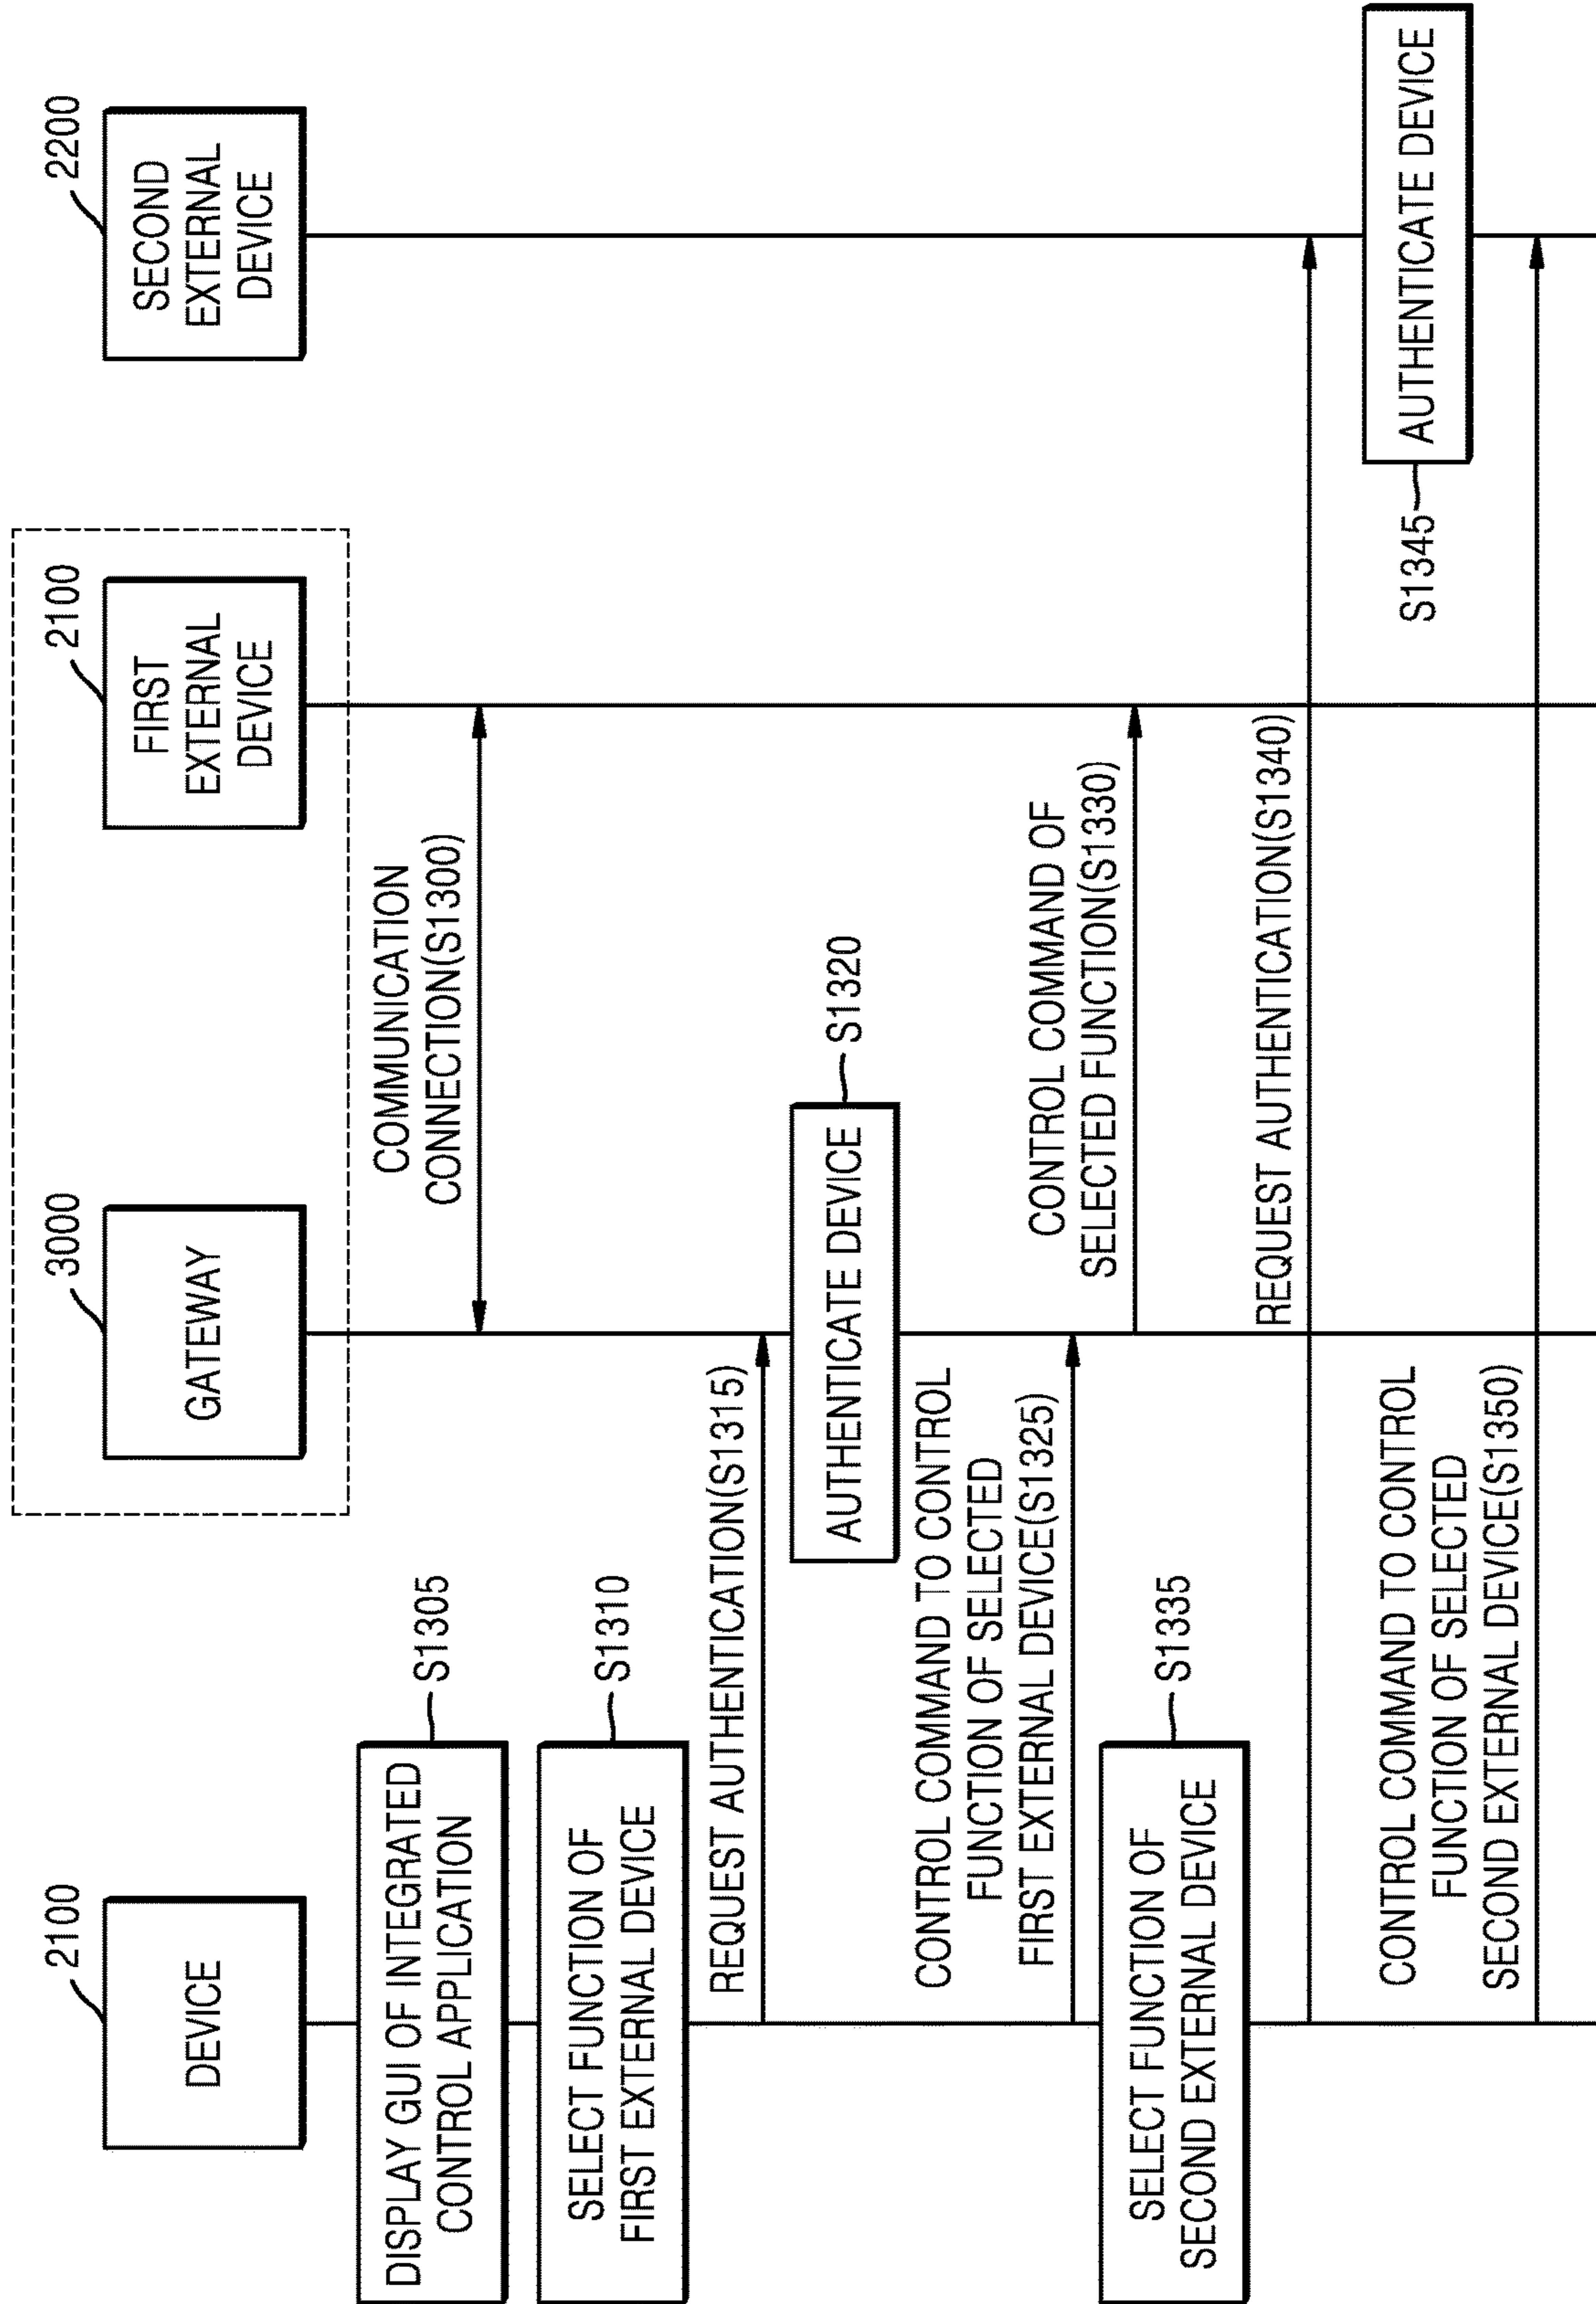 2100
DEVICE
3000
GATEWAY
2100
FIRST
EXTERNAL
DEVICE
2200
SECOND
EXTERNAL
DEVICE
COMMUNICATION
CONNECTION(S1300)
DISPLAY GUI OF INTEGRATED
CONTROL APPLICATION
S1305
SELECT FUNCTION OF
FIRST EXTERNAL DEVICE
S1310
REQUEST AUTHENTICATION(S1315)
AUTHENTICATE DEVICE
S1320
CONTROL COMMAND TO CONTROL
FUNCTION OF SELECTED
FIRST EXTERNAL DEVICE(S1325)
CONTROL COMMAND OF
SELECTED FUNCTION(S1330)
SELECT FUNCTION OF
SECOND EXTERNAL DEVICE
S1335
REQUEST AUTHENTICATION(S1340)
S1345
AUTHENTICATE DEVICE
CONTROL COMMAND TO CONTROL
FUNCTION OF SELECTED
SECOND EXTERNAL DEVICE(S1350)